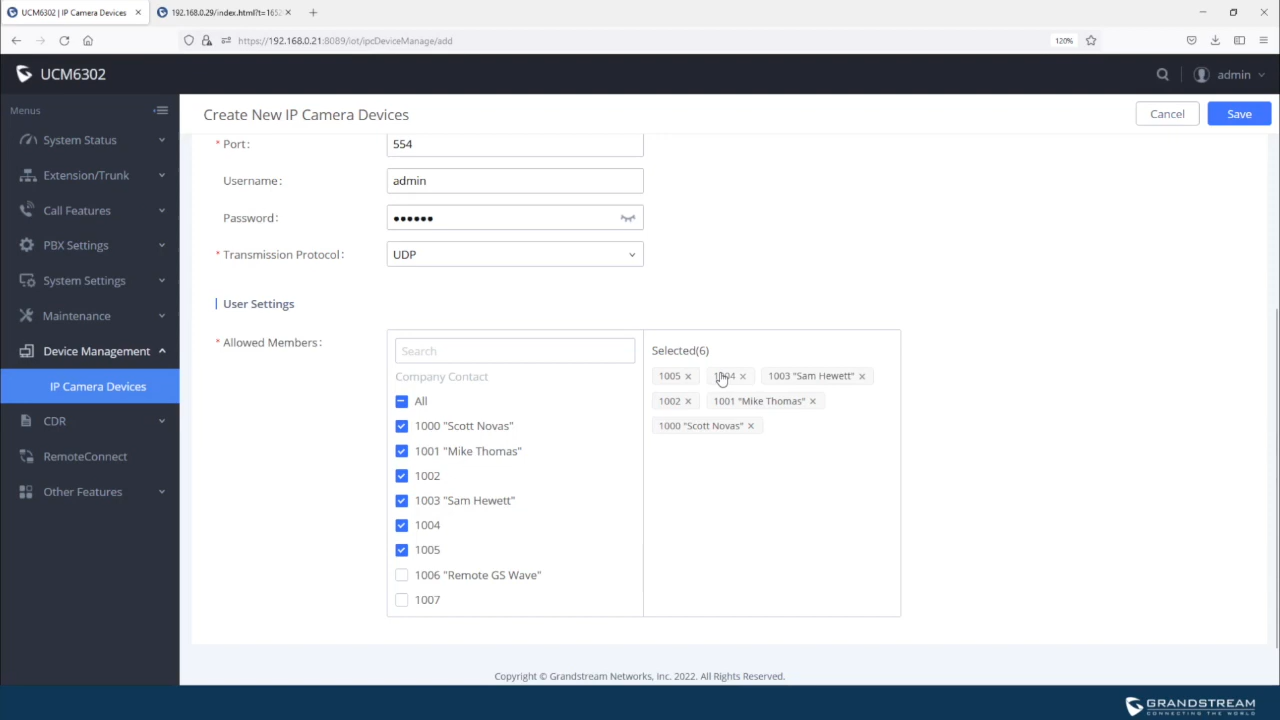 UCM6302 | IP Camera Devices
192.168.0.29/index.html?t=1652
https://192.168.0.21:8089/iot/ipcDeviceManage/add
120%
UCM6302
admin
Menus
System Status
Extension/Trunk
Call Features
PBX Settings
System Settings
Maintenance
Device Management
IP Camera Devices
CDR
RemoteConnect
Other Features
Create New IP Camera Devices
Cancel
Save
* Port:
554
Username:
admin
Password:
••••••
* Transmission Protocol:
UDP
User Settings
* Allowed Members:
Search
Company Contact
All
1000 "Scott Novas"
1001 "Mike Thomas"
1002
1003 "Sam Hewett"
1004
1005
1006 "Remote GS Wave"
1007
Selected(6)
1005 × 1004 × 1003 "Sam Hewett" ×
1002 × 1001 "Mike Thomas" ×
1000 "Scott Novas" ×
Copyright © Grandstream Networks, Inc. 2022. All Rights Reserved.
GRANDSTREAM
CONNECTING THE WORLD